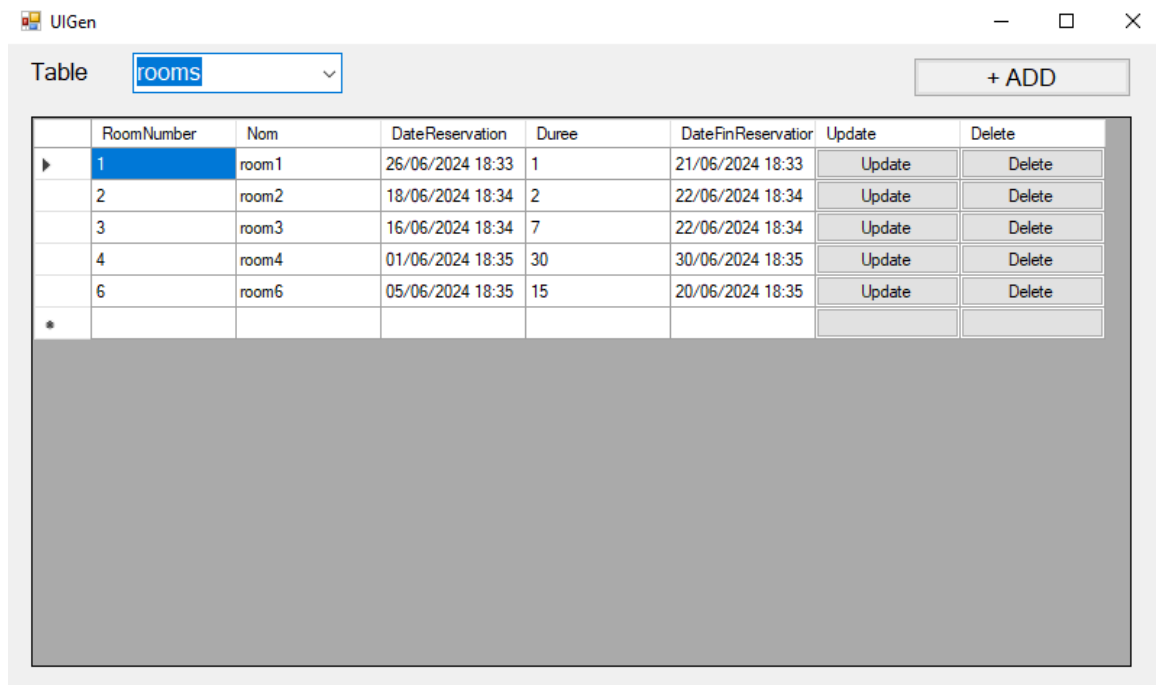 UIGen
Table rooms + ADD
RoomNumber Nom DateReservation Duree DateFinReservation Update Delete
1 room1 26/06/2024 18:33 1 21/06/2024 18:33 Update Delete
2 room2 18/06/2024 18:34 2 22/06/2024 18:34 Update Delete
3 room3 16/06/2024 18:34 7 22/06/2024 18:34 Update Delete
4 room4 01/06/2024 18:35 30 30/06/2024 18:35 Update Delete
6 room6 05/06/2024 18:35 15 20/06/2024 18:35 Update Delete